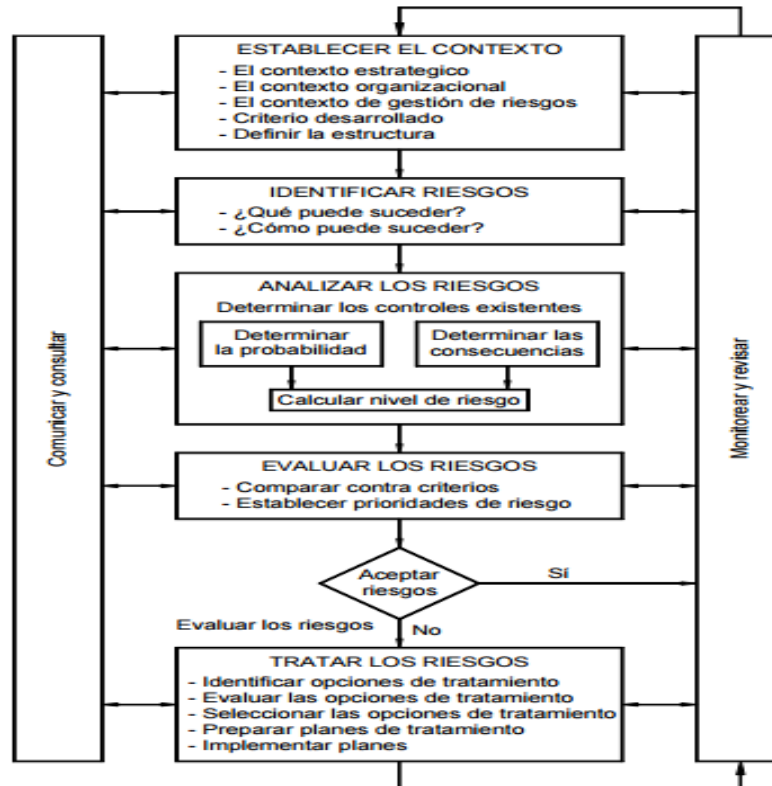 ESTABLECER EL CONTEXTO
- El contexto estrategico
- El contexto organizacional
- El contexto de gestión de riesgos
- Criterio desarrollado
- Definir la estructura
IDENTIFICAR RIESGOS
- ¿Qué puede suceder?
- ¿Cómo puede suceder?
ANALIZAR LOS RIESGOS
Determinar los controles existentes
Determinar
la probabilidad
Determinar las
consecuencias
Calcular nivel de riesgo
EVALUAR LOS RIESGOS
- Comparar contra criterios
- Establecer prioridades de riesgo
Aceptar
riesgos
Sí
Evaluar los riesgos
No
TRATAR LOS RIESGOS
- Identificar opciones de tratamiento
- Evaluar las opciones de tratamiento
- Seleccionar las opciones de tratamiento
- Preparar planes de tratamiento
- Implementar planes
Comunicar y consultar
Monitorear y revisar